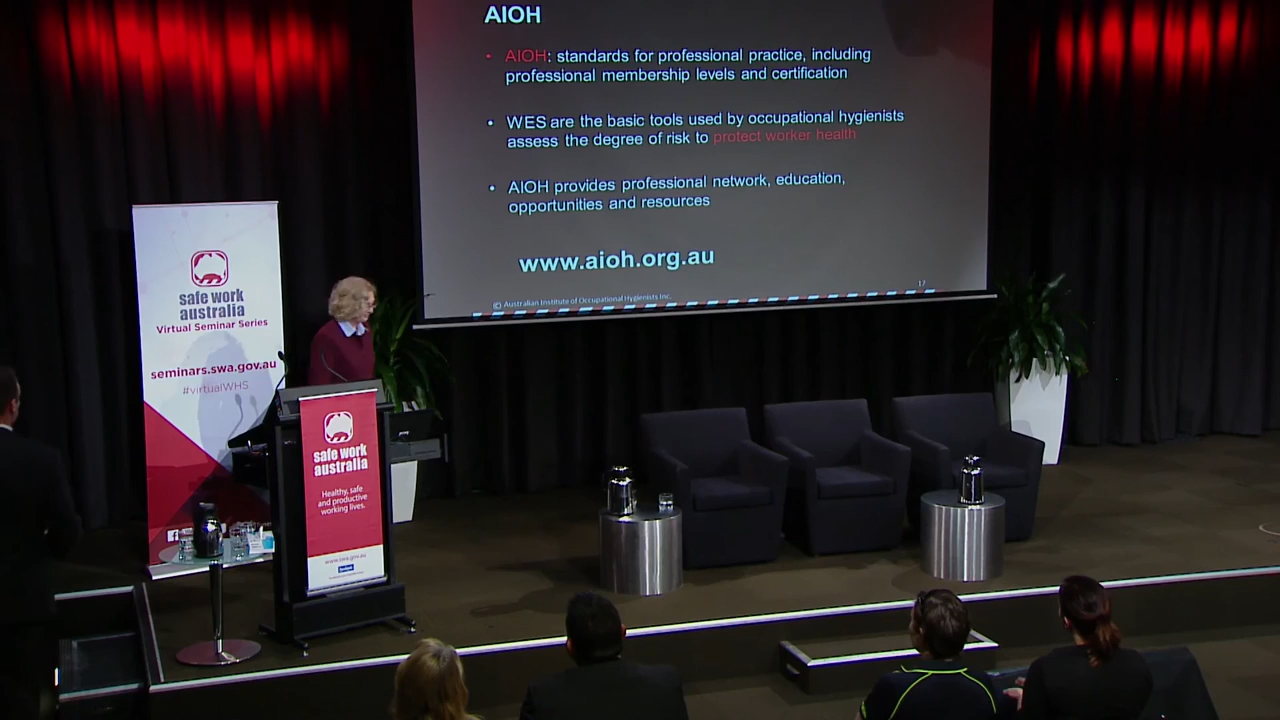 AIOH
• AIOH: standards for professional practice, including
professional membership levels and certification
• WES are the basic tools used by occupational hygienists
assess the degree of risk to protect worker health
• AIOH provides professional network, education,
opportunities and resources
www.aioh.org.au
© Australian Institute of Occupational Hygienists Inc.
17
safe work
australia
Virtual Seminar Series
seminars.swa.gov.au
#virtualWHS
safe work
australia
Healthy, safe
and productive
working lives.
www.swa.gov.au